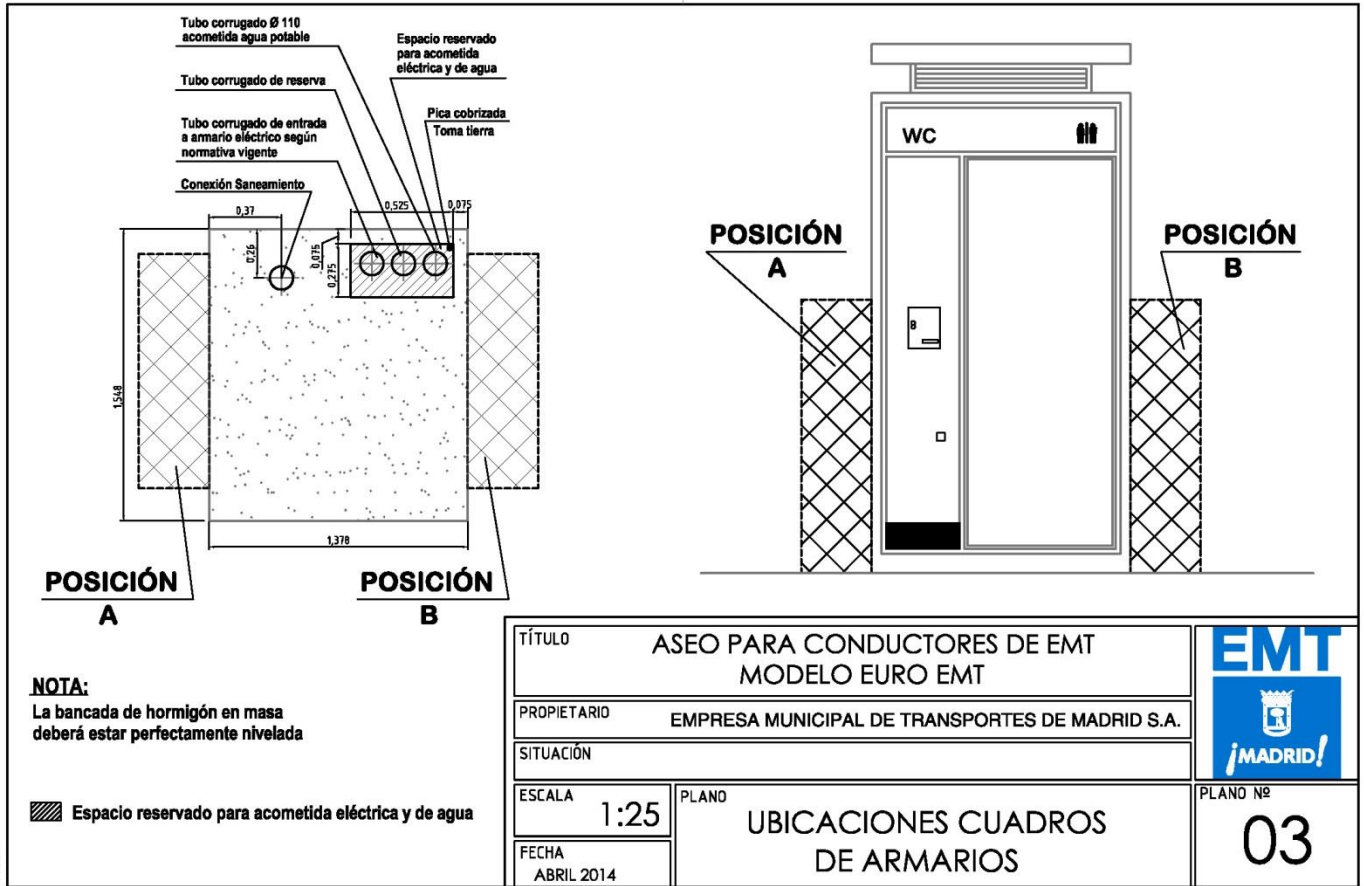 Tubo corrugado Ø 110
acometida agua potable
Tubo corrugado de reserva
Tubo corrugado de entrada
a armario eléctrico según
normativa vigente
Conexión Saneamiento
Espacio reservado
para acometida
eléctrica y de agua
Pica cobrizada
Toma tierra
0,37
0,525
0,075
0,26
0,075
0,275
1,548
1,378
POSICIÓN
A
POSICIÓN
B
WC
POSICIÓN
A
POSICIÓN
B
8
NOTA:
La bancada de hormigón en masa
deberá estar perfectamente nivelada
Espacio reservado para acometida eléctrica y de agua
TÍTULO
ASEO PARA CONDUCTORES DE EMT
MODELO EURO EMT
PROPIETARIO
EMPRESA MUNICIPAL DE TRANSPORTES DE MADRID S.A.
SITUACIÓN
ESCALA
1:25
FECHA
ABRIL 2014
PLANO
UBICACIONES CUADROS
DE ARMARIOS
EMT
¡MADRID!
PLANO Nº
03